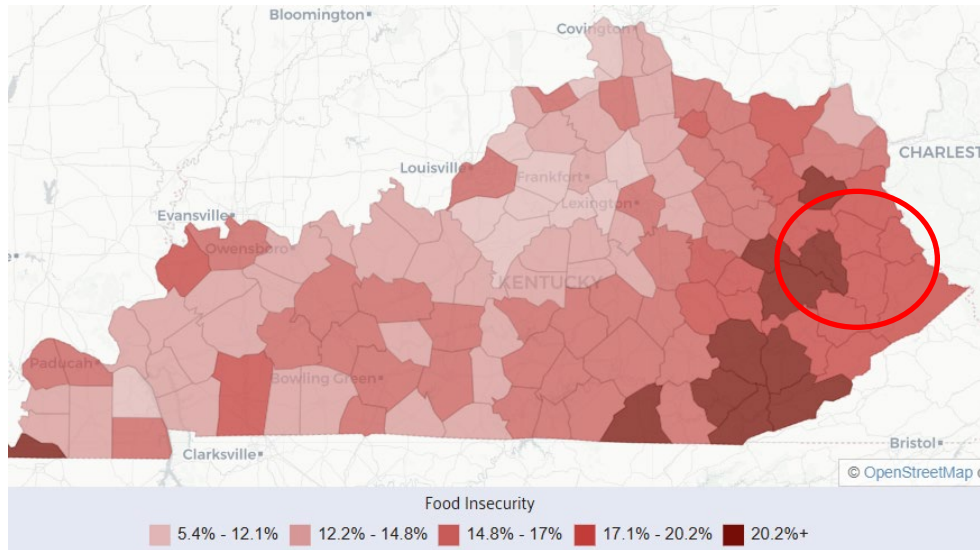 Bloomington
Covington
CHARLEST
Louisville
Frankfort
Lexington
Evansville
Owensboro
KENTUCKY
Paducah
Bowling Green
Clarksville
Bristol
© OpenStreetMap c
Food Insecurity
5.4% - 12.1% 12.2% - 14.8% 14.8% - 17% 17.1% - 20.2% 20.2%+